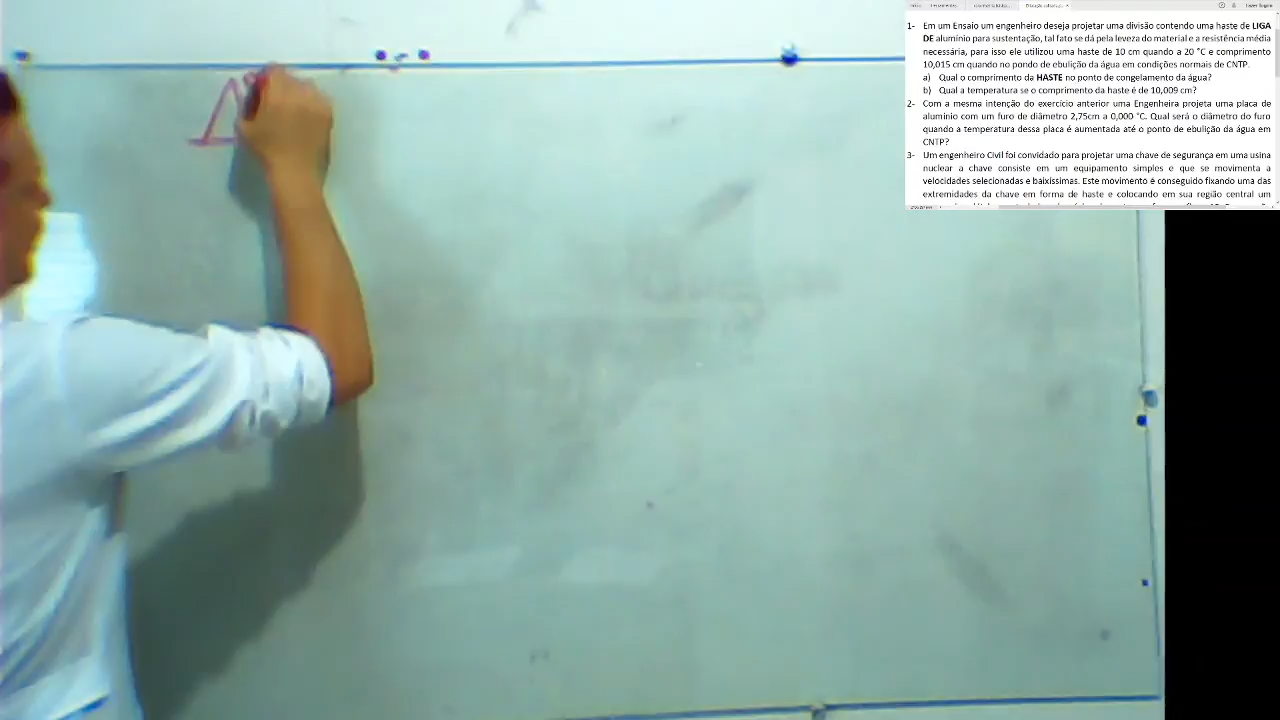 Δ
1- Em um Ensaio um engenheiro deseja projetar uma divisão contendo uma haste de LIGA
DE alumínio para sustentação, tal fato se dá pela leveza do material e a resistência média
necessária, para isso ele utilizou uma haste de 10 cm quando a 20 °C e comprimento
10,015 cm quando no pondo de ebulição da água em condições normais de CNTP.
a) Qual o comprimento da HASTE no ponto de congelamento da água?
b) Qual a temperatura se o comprimento da haste é de 10,009 cm?
2- Com a mesma intenção do exercício anterior uma Engenheira projeta uma placa de
alumínio com um furo de diâmetro 2,75cm a 0,000 °C. Qual será o diâmetro do furo
quando a temperatura dessa placa é aumentada até o ponto de ebulição da água em
CNTP?
3- Um engenheiro Civil foi convidado para projetar uma chave de segurança em uma usina
nuclear a chave consiste em um equipamento simples e que se movimenta a
velocidades selecionadas e baixíssimas. Este movimento é conseguido fixando uma das
extremidades da chave em forma de haste e colocando em sua região central um